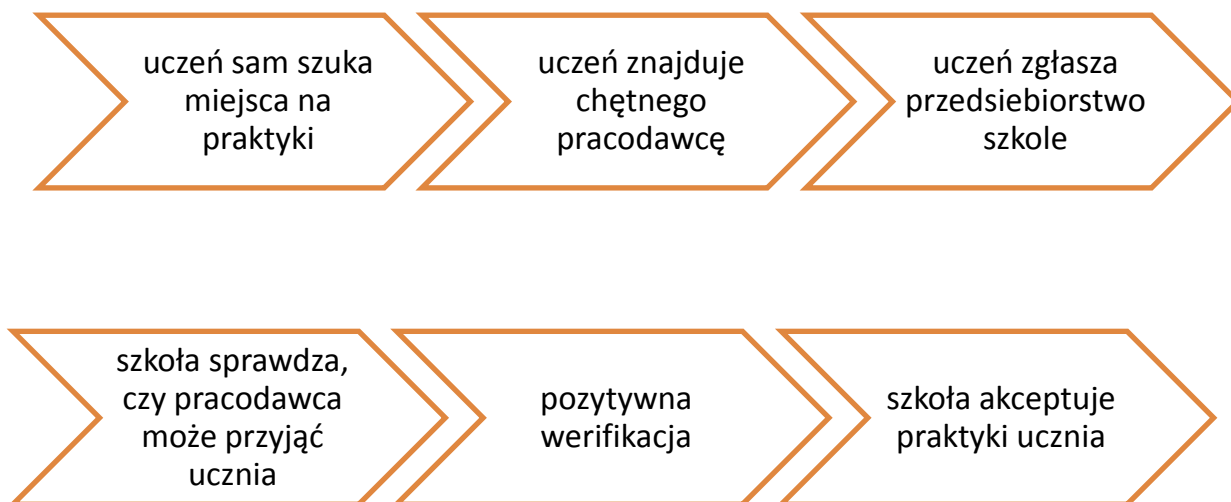 uczeń sam szuka
miejsca na
praktyki
uczeń znajduje
chętnego
pracodawcę
uczeń zgłasza
przedsiebiorstwo
szkole
szkoła sprawdza,
czy pracodawca
może przyjąć
ucznia
pozytywna
werifikacja
szkoła akceptuje
praktyki ucznia